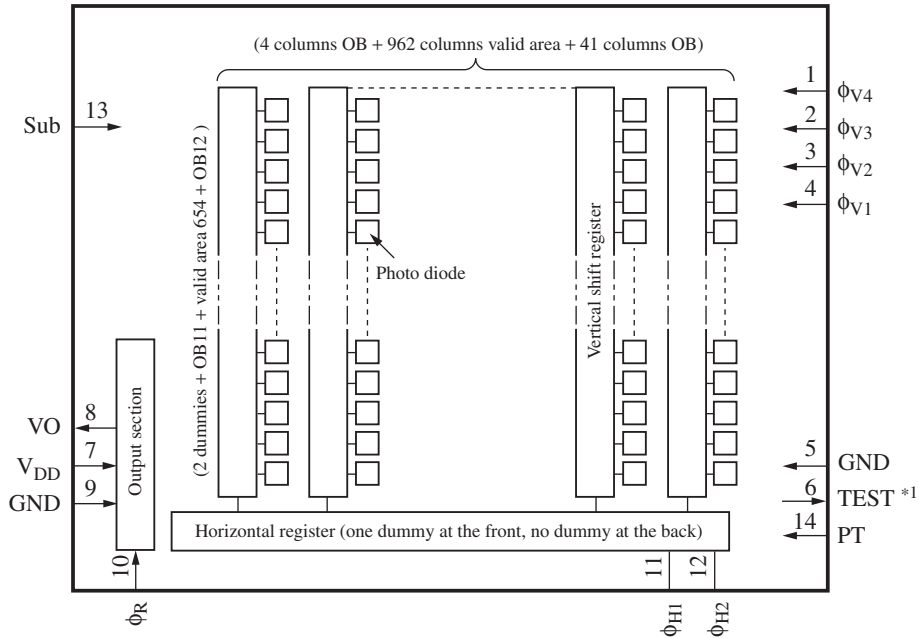 (4 columns OB + 962 columns valid area + 41 columns OB)
1
ϕV4
13
Sub
2
ϕV3
3
ϕV2
4
ϕV1
(2 dummies + OB11 + valid area 654 + OB12 )
Vertical shift register
Photo diode
Output section
8
VO
7
VDD
9
GND
5
GND
6
TEST *1
14
PT
Horizontal register (one dummy at the front, no dummy at the back)
10
ϕR
11
ϕH1
12
ϕH2